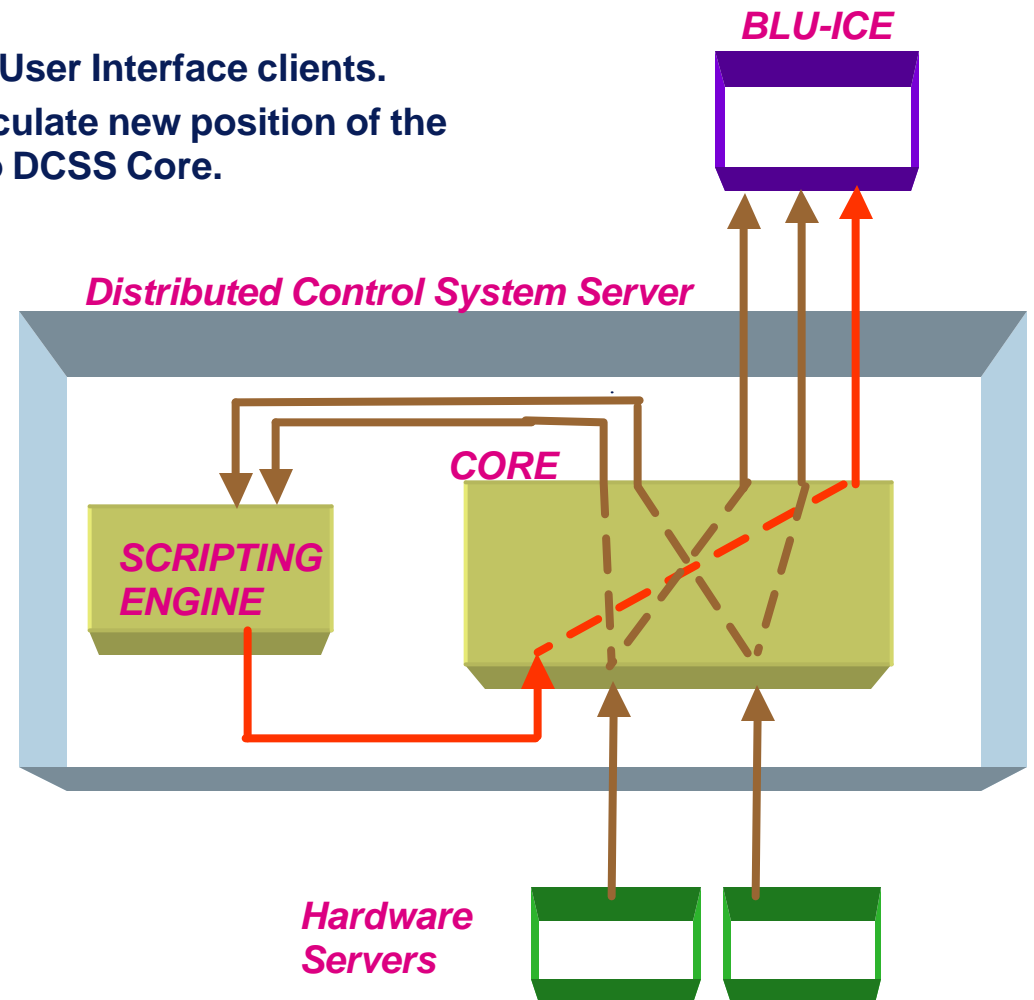 BLU-ICE
User Interface clients.
new position of the
DCSS Core.
Distributed Control System Server
CORE
SCRIPTING
ENGINE
Hardware
Servers